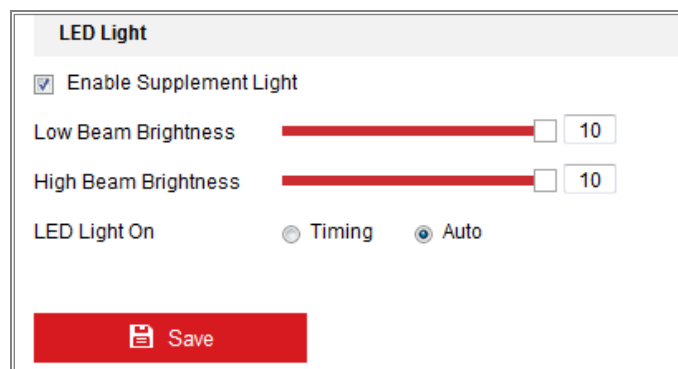 LED Light
Enable Supplement Light
Low Beam Brightness 10
High Beam Brightness 10
LED Light On Timing Auto
Save